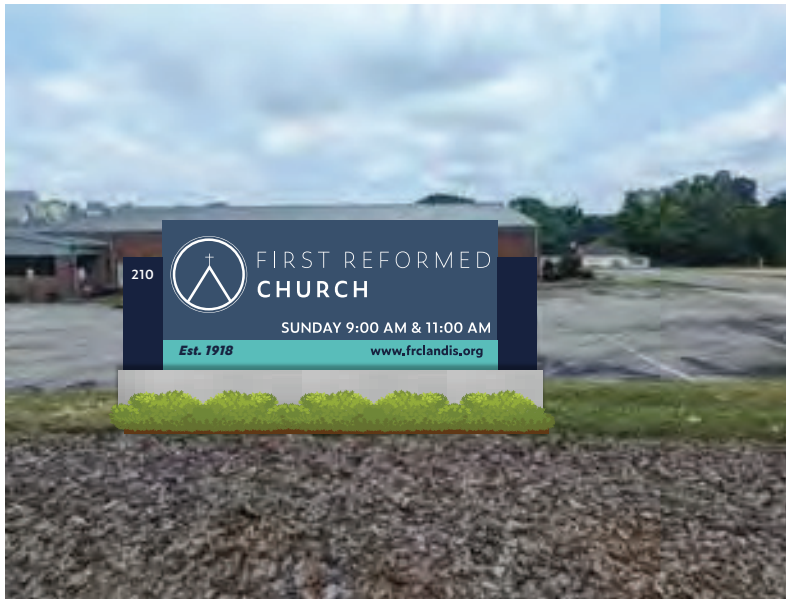 210
FIRST REFORMED
CHURCH
SUNDAY 9:00 AM & 11:00 AM
Est. 1918
www.frclandis.org